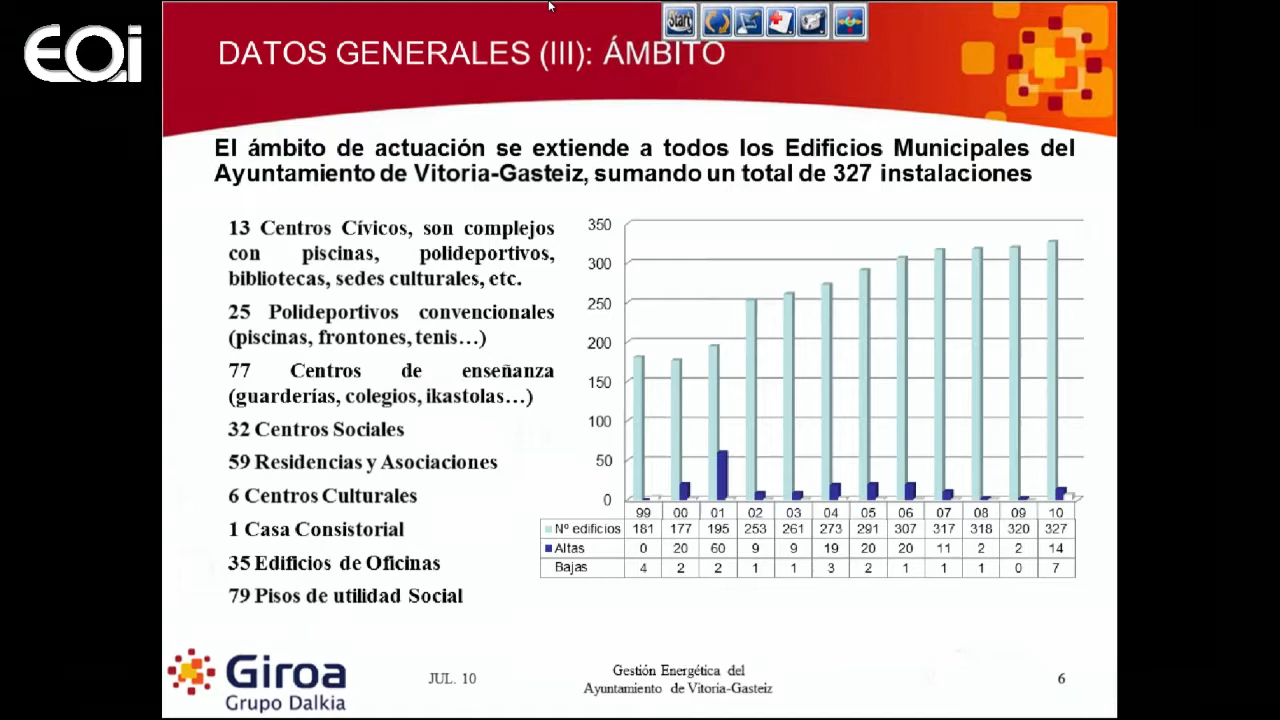 EOi
Start
DATOS GENERALES (III): ÁMBITO
El ámbito de actuación se extiende a todos los Edificios Municipales del
Ayuntamiento de Vitoria-Gasteiz, sumando un total de 327 instalaciones
13 Centros Cívicos, son complejos
con piscinas, polideportivos,
bibliotecas, sedes culturales, etc.
25 Polideportivos convencionales
(piscinas, frontones, tenis…)
77 Centros de enseñanza
(guarderías, colegios, ikastolas…)
32 Centros Sociales
59 Residencias y Asociaciones
6 Centros Culturales
1 Casa Consistorial
35 Edificios de Oficinas
79 Pisos de utilidad Social
350
300
250
200
150
100
50
0
99 00 01 02 03 04 05 06 07 08 09 10
Nº edificios 181 177 195 253 261 273 291 307 317 318 320 327
Altas 0 20 60 9 9 19 20 20 11 2 2 14
Bajas 4 2 2 1 1 3 2 1 1 1 0 7
Giroa
Grupo Dalkia
JUL. 10
Gestión Energética del
Ayuntamiento de Vitoria-Gasteiz
6